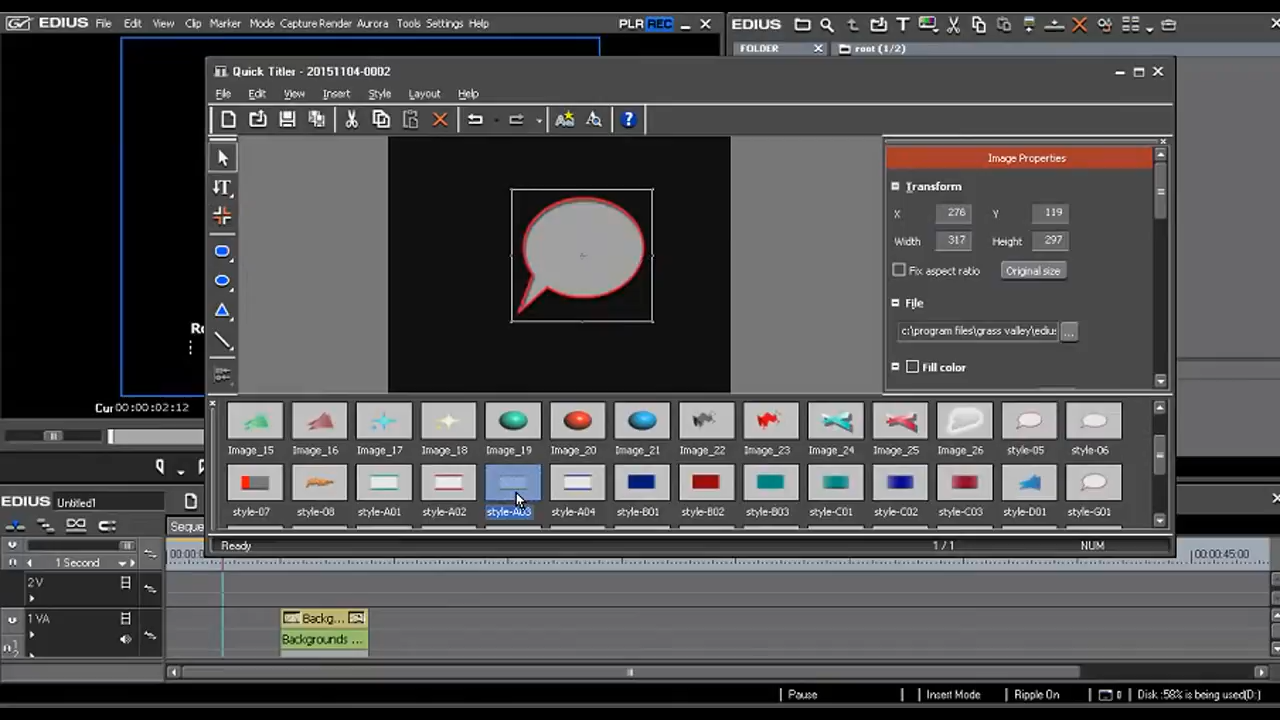 EDIUS File Edit View Clip Marker Mode Capture Render Aurora Tools Settings Help
PLR REC
EDIUS
FOLDER
root (1/2)
Quick Titler - 20151104-0002
File Edit View Insert Style Layout Help
Image Properties
Transform
X 276 Y 119
Width 317 Height 297
Fix aspect ratio Original size
File
c:\program files\grass valley\ediu:
...
Fill color
Cur 00:00:02:12
Image_15 Image_16 Image_17 Image_18 Image_19 Image_20 Image_21 Image_22 Image_23 Image_24 Image_25 Image_26 style-05 style-06
style-07 style-08 style-A01 style-A02 style-A03 style-A04 style-B01 style-B02 style-B03 style-C01 style-C02 style-C03 style-D01 style-G01
Ready 1 / 1 NUM
EDIUS Untitled1
Seque
1 Second
00:00:45:00
2 V
1 VA
Backg...
Backgrounds ...
Pause Insert Mode Ripple On 0 Disk :58% is being used(D:)